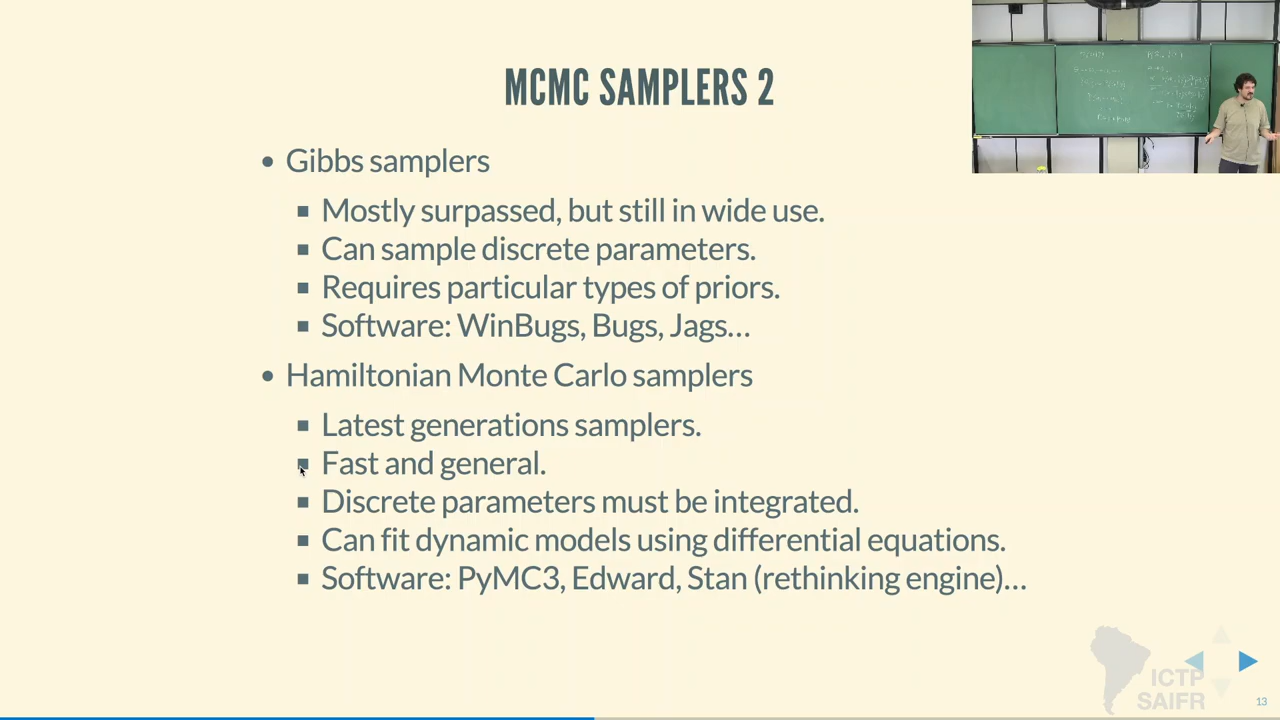 MCMC SAMPLERS 2
• Gibbs samplers
▪ Mostly surpassed, but still in wide use.
▪ Can sample discrete parameters.
▪ Requires particular types of priors.
▪ Software: WinBugs, Bugs, Jags…
• Hamiltonian Monte Carlo samplers
▪ Latest generations samplers.
▪ Fast and general.
▪ Discrete parameters must be integrated.
▪ Can fit dynamic models using differential equations.
▪ Software: PyMC3, Edward, Stan (rethinking engine)…
ICTP
SAIFR
13